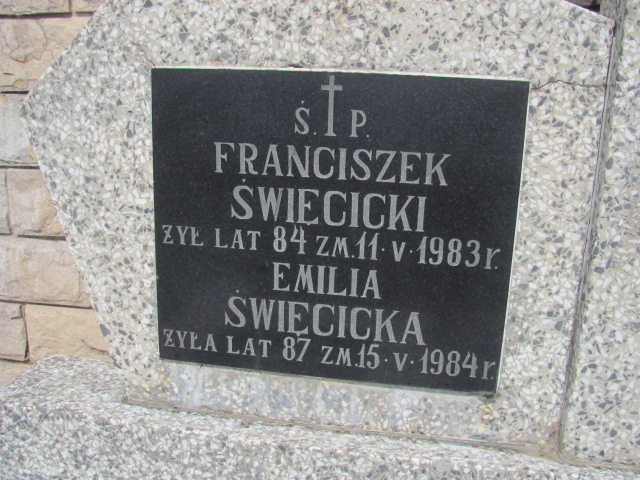 Ś. P.
FRANCISZEK
ŚWIĘCICKI
ŻYŁ LAT 84 ZM. 11 · V · 1983 r.
EMILIA
ŚWIĘCICKA
ŻYŁA LAT 87 ZM. 15 · V · 1984 r.